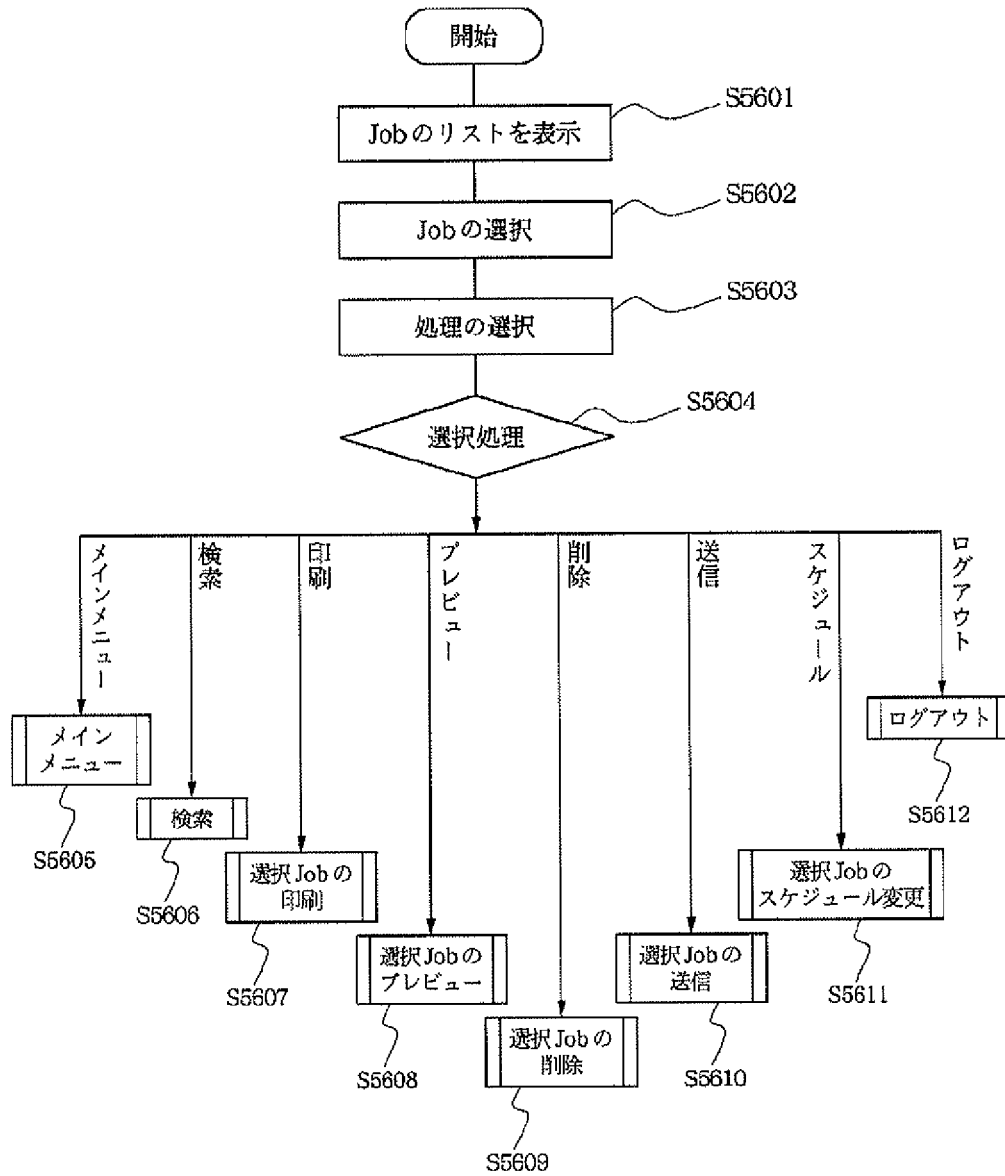 開始
S5601
Jobのリストを表示
S5602
Jobの選択
S5603
処理の選択
S5604
選択処理
メインメニュー
検索
印刷
プレビュー
削除
送信
スケジュール
ログアウト
メイン
メニュー
S5605
検索
S5606
選択Jobの
印刷
S5607
選択Jobの
プレビュー
S5608
選択Jobの
削除
S5609
選択Jobの
送信
S5610
選択Jobの
スケジュール変更
S5611
ログアウト
S5612